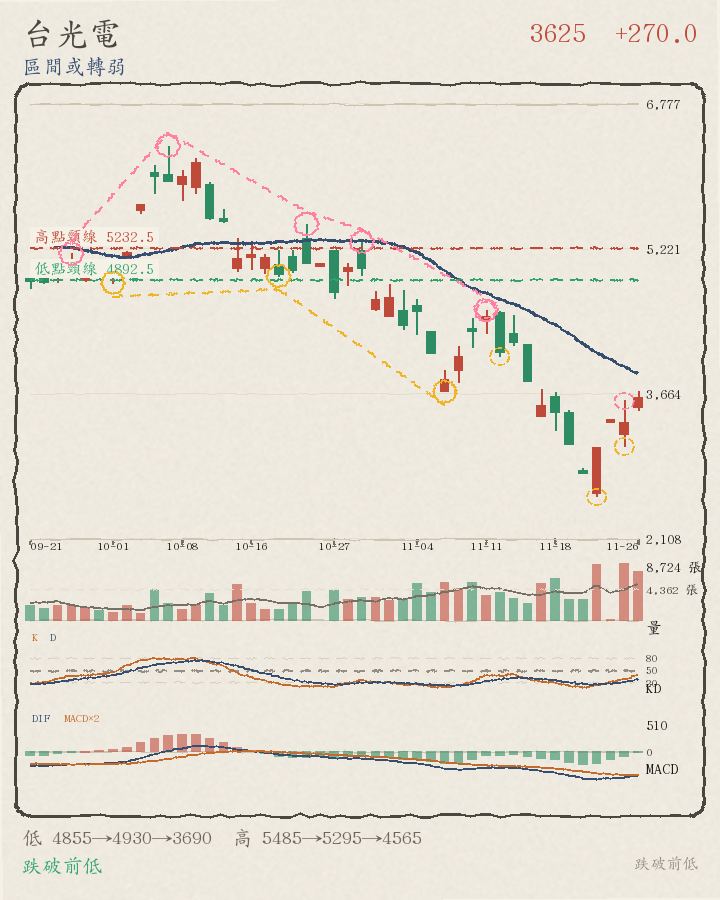 台光電 3625 +270.0
區間或轉弱
6,777
高點頸線 5232.5
5,221
低點頸線 4892.5
3,664
2,108
09-21 10-01 10-08 10-16 10-27 11-04 11-11 11-18 11-26
8,724 張
4,362 張
量
K D
80
50
20
KD
DIF MACD×2
510
0
MACD
低 4855→4930→3690 高 5485→5295→4565
跌破前低 跌破前低